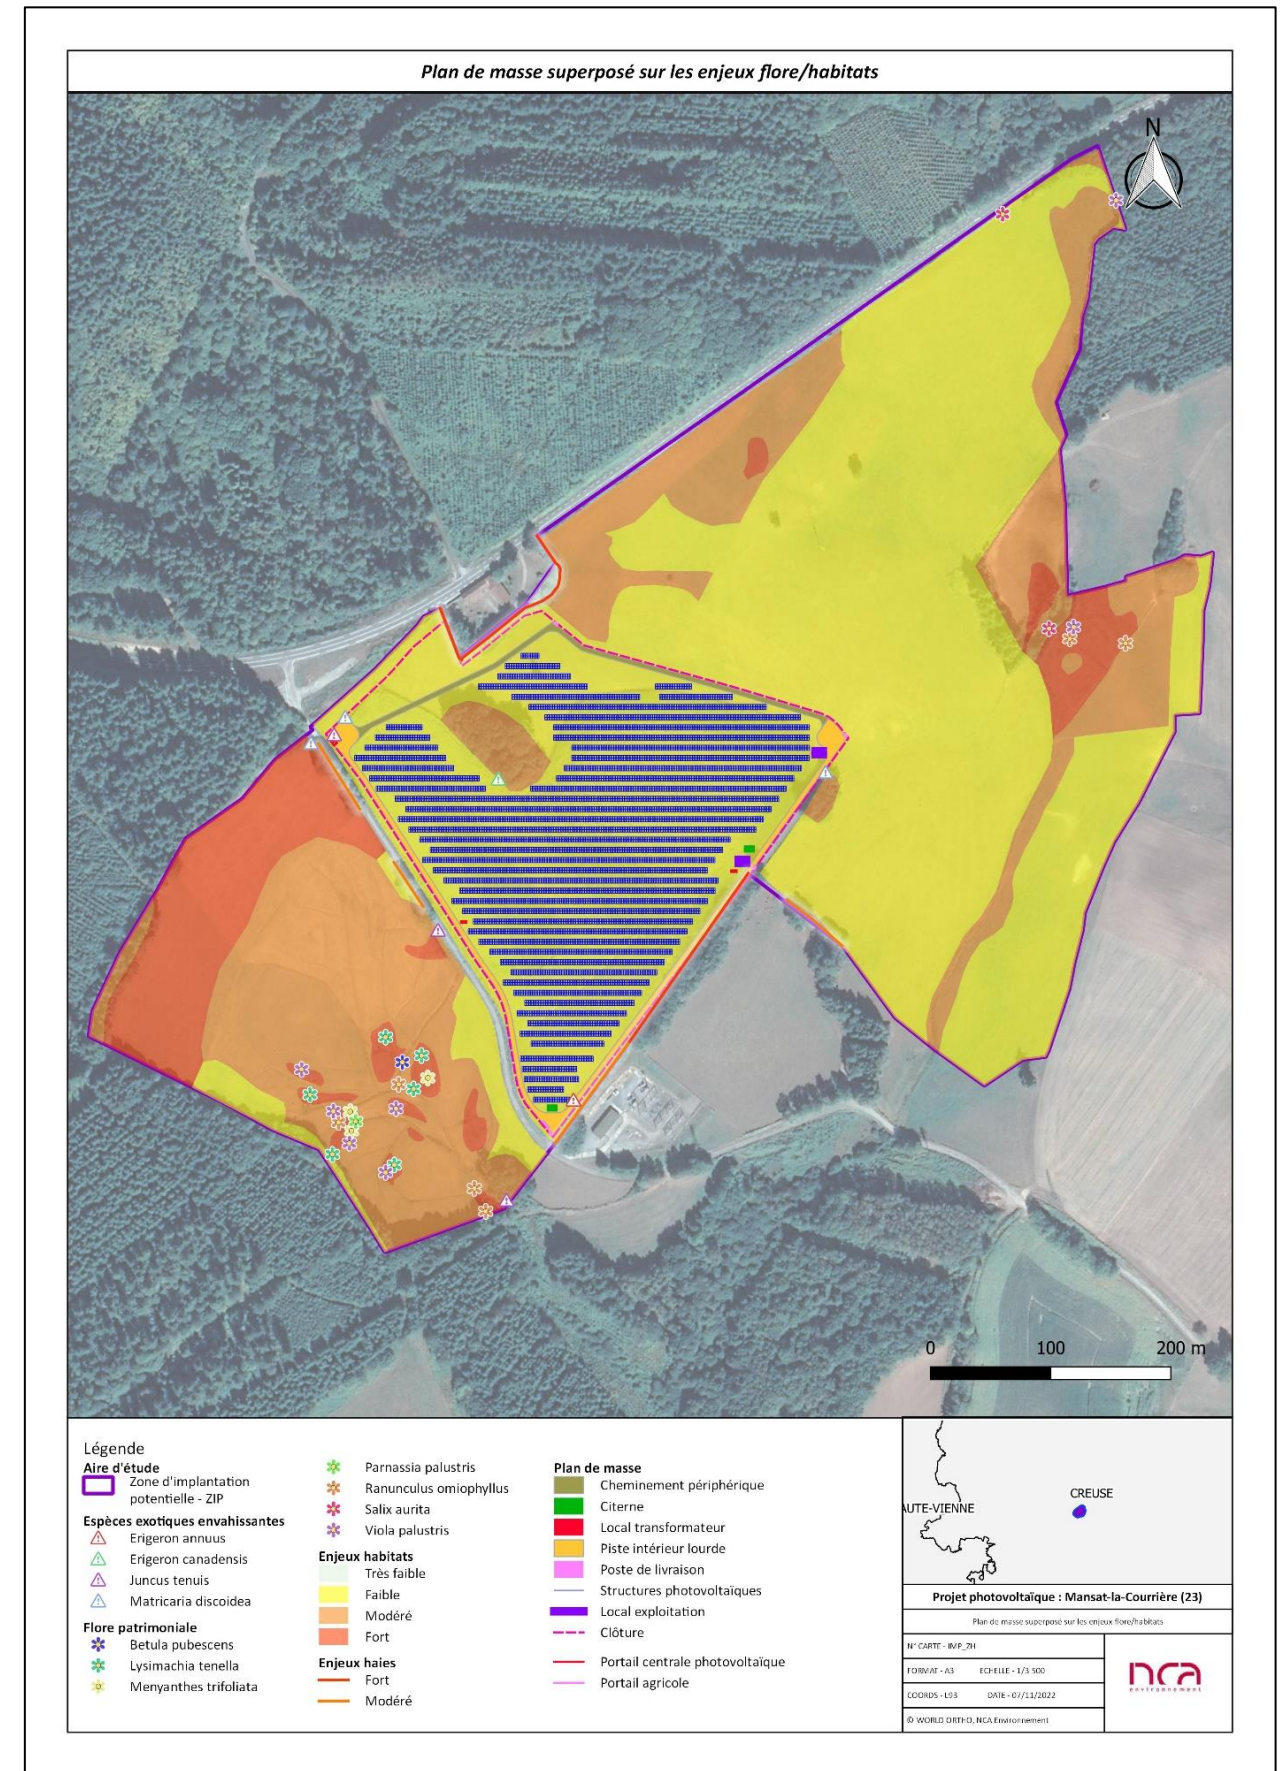 Plan de masse superposé sur les enjeux flore/habitats
N
0 100 200 m
Légende
Aire d'étude
Zone d'implantation
potentielle - ZIP
Espèces exotiques envahissantes
Erigeron annuus
Erigeron canadensis
Juncus tenuis
Matricaria discoidea
Flore patrimoniale
Betula pubescens
Lysimachia tenella
Menyanthes trifoliata
Parnassia palustris
Ranunculus omiophyllus
Salix aurita
Viola palustris
Enjeux habitats
Très faible
Faible
Modéré
Fort
Enjeux haies
Fort
Modéré
Plan de masse
Cheminement périphérique
Citerne
Local transformateur
Piste intérieur lourde
Poste de livraison
Structures photovoltaïques
Local exploitation
Clôture
Portail centrale photovoltaïque
Portail agricole
CREUSE
AUTE-VIENNE
Projet photovoltaïque : Mansat-la-Courrière (23)
Plan de masse superposé sur les enjeux flore/habitats
N° CARTE - IMP_ZH
FORMAT - A3 ECHELLE - 1/3 500
COORDS - L93 DATE - 07/11/2022
© WORLD ORTHO, NCA Environnement
nca
environnement